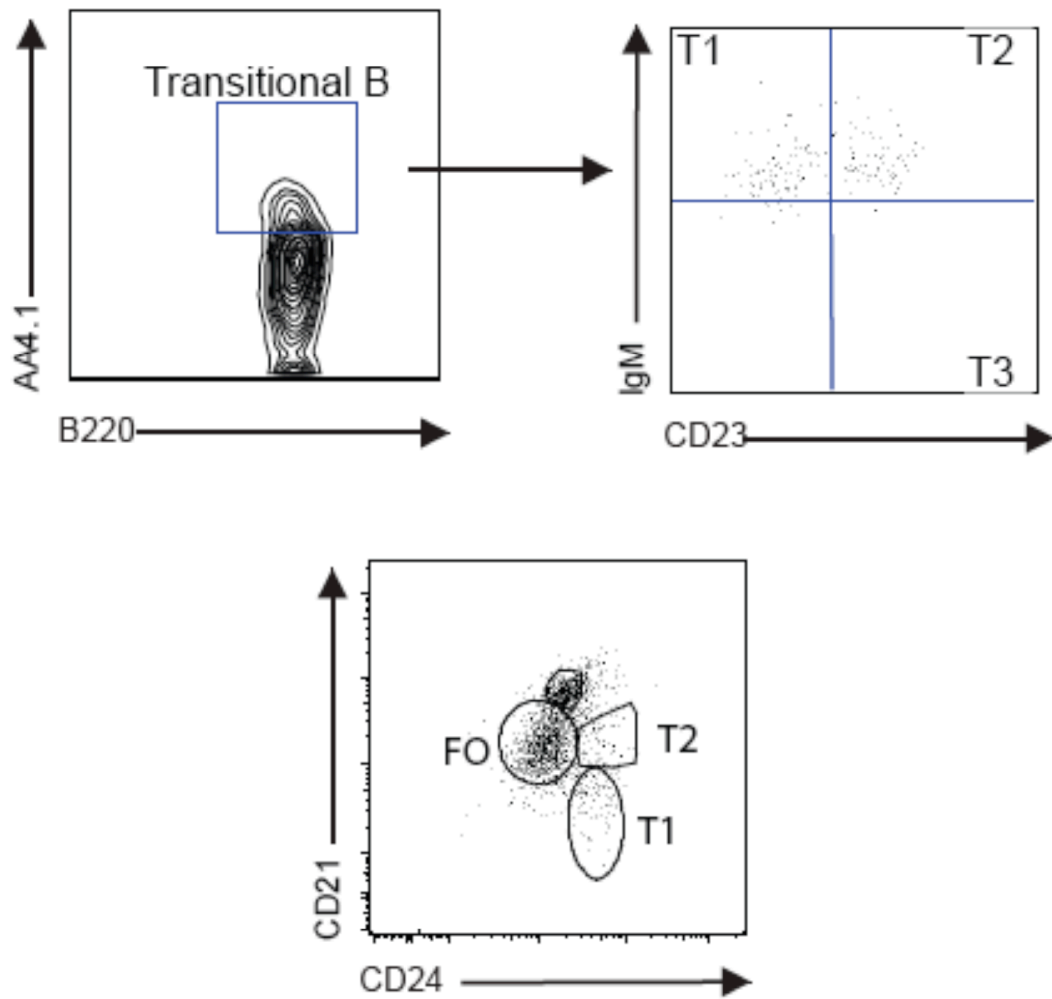 Transitional B
AA4.1
B220
T1
T2
T3
IgM
CD23
FO
T2
T1
CD21
CD24